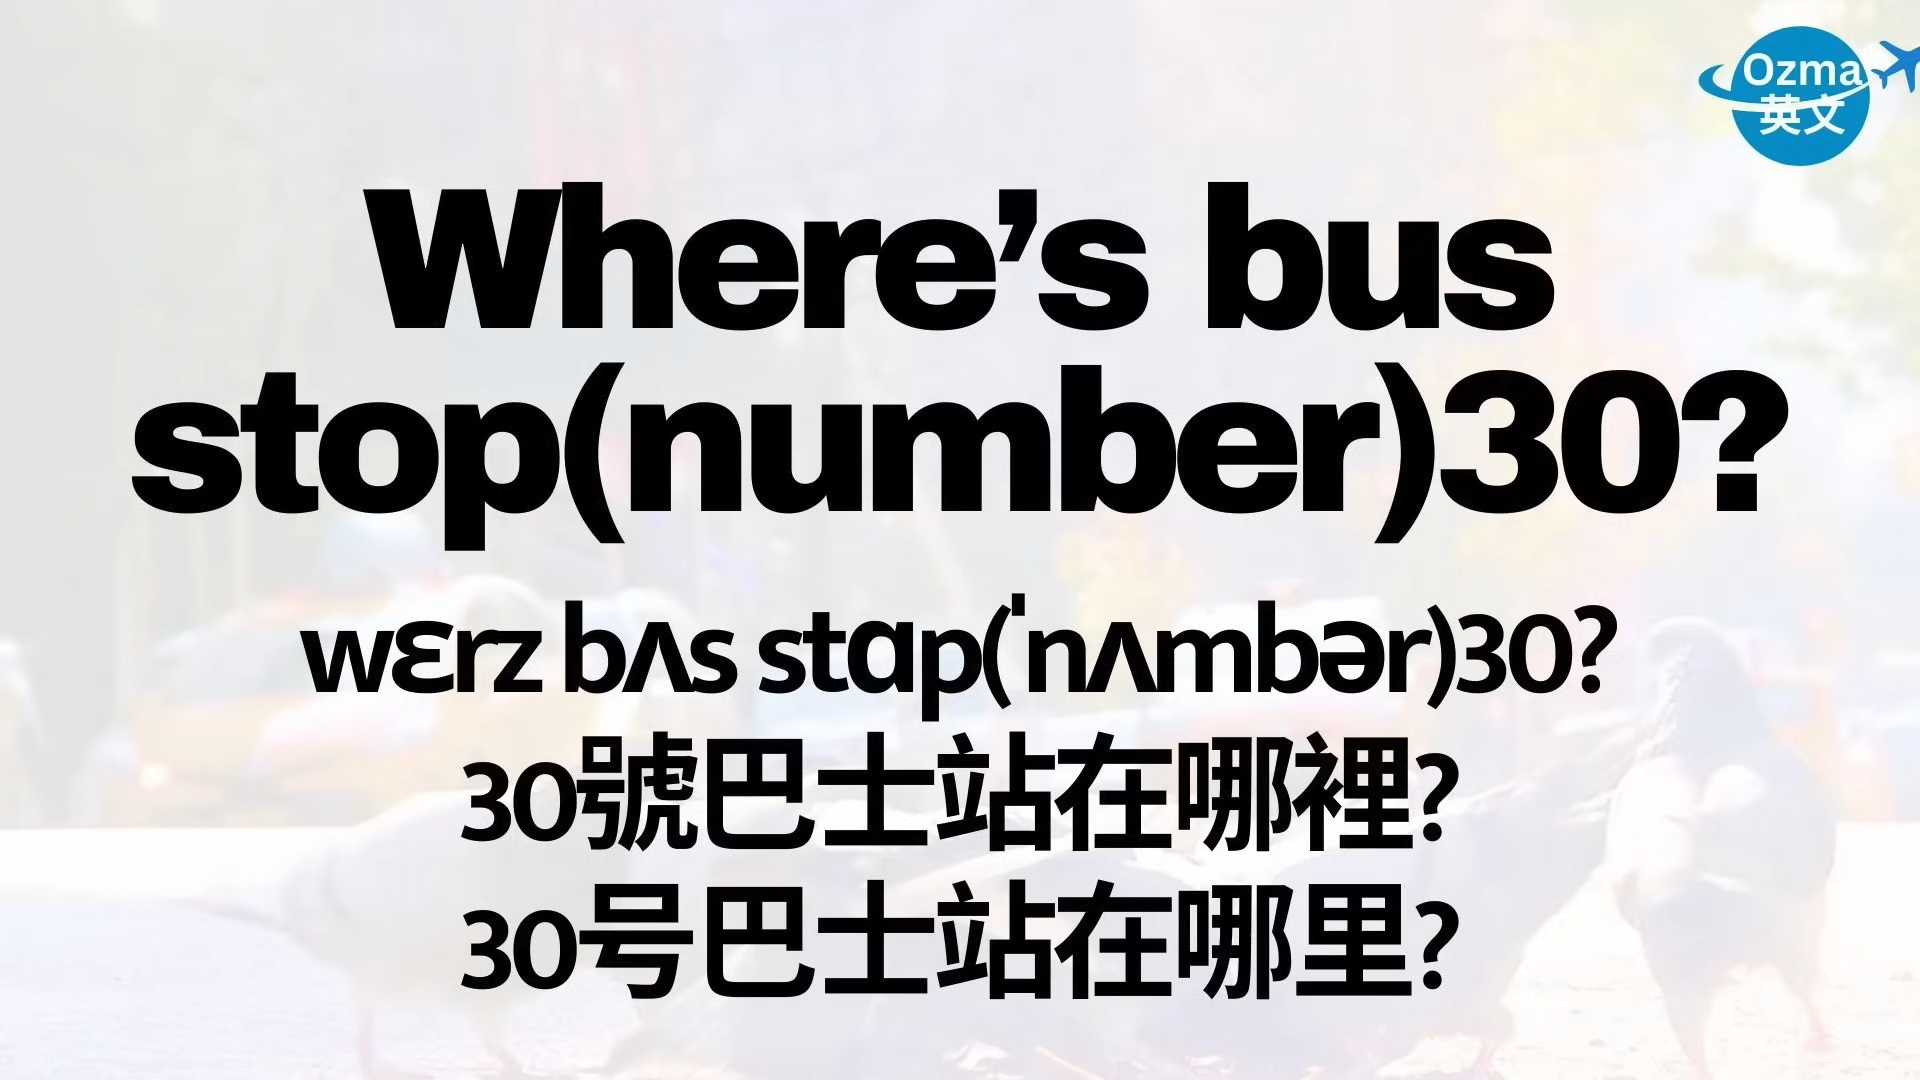 Ozma
英文
Where’s bus
stop(number)30?
wɛrz bʌs stɑp(ˈnʌmbər)30?
30號巴士站在哪裡?
30号巴士站在哪里?